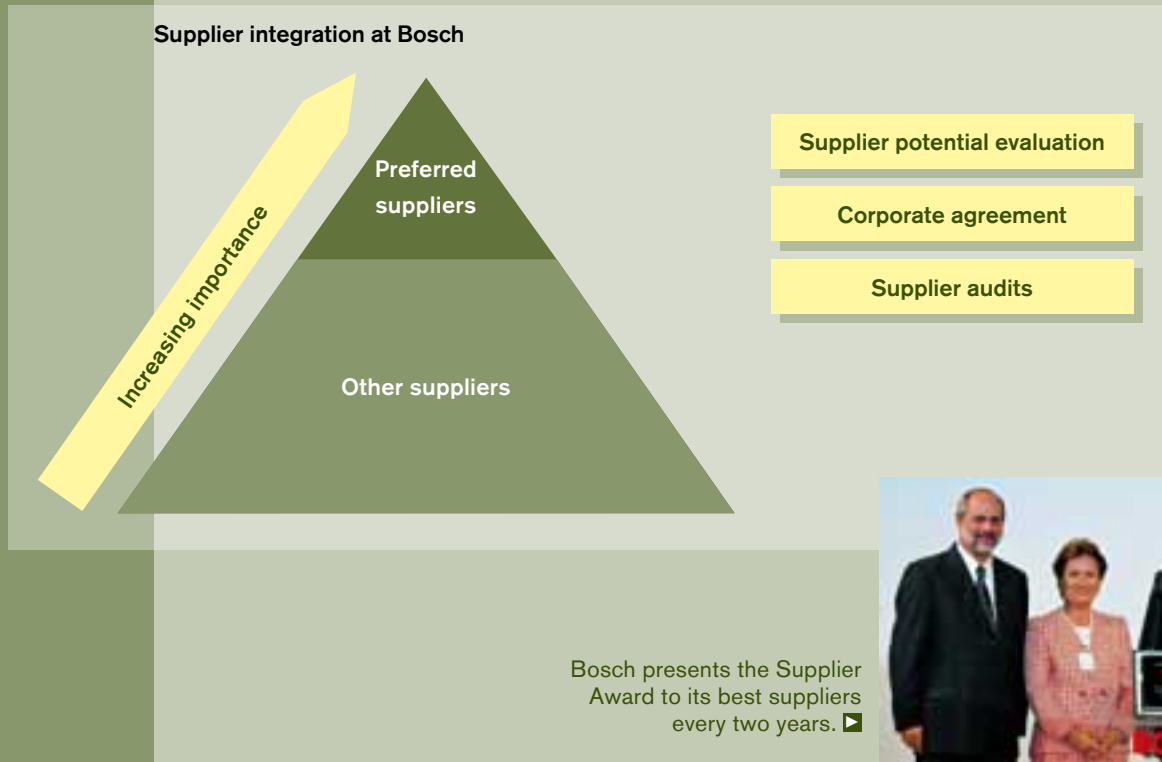 Supplier integration at Bosch
Increasing importance
Preferred
suppliers
Other suppliers
Supplier potential evaluation
Corporate agreement
Supplier audits
Bosch presents the Supplier
Award to its best suppliers
every two years.